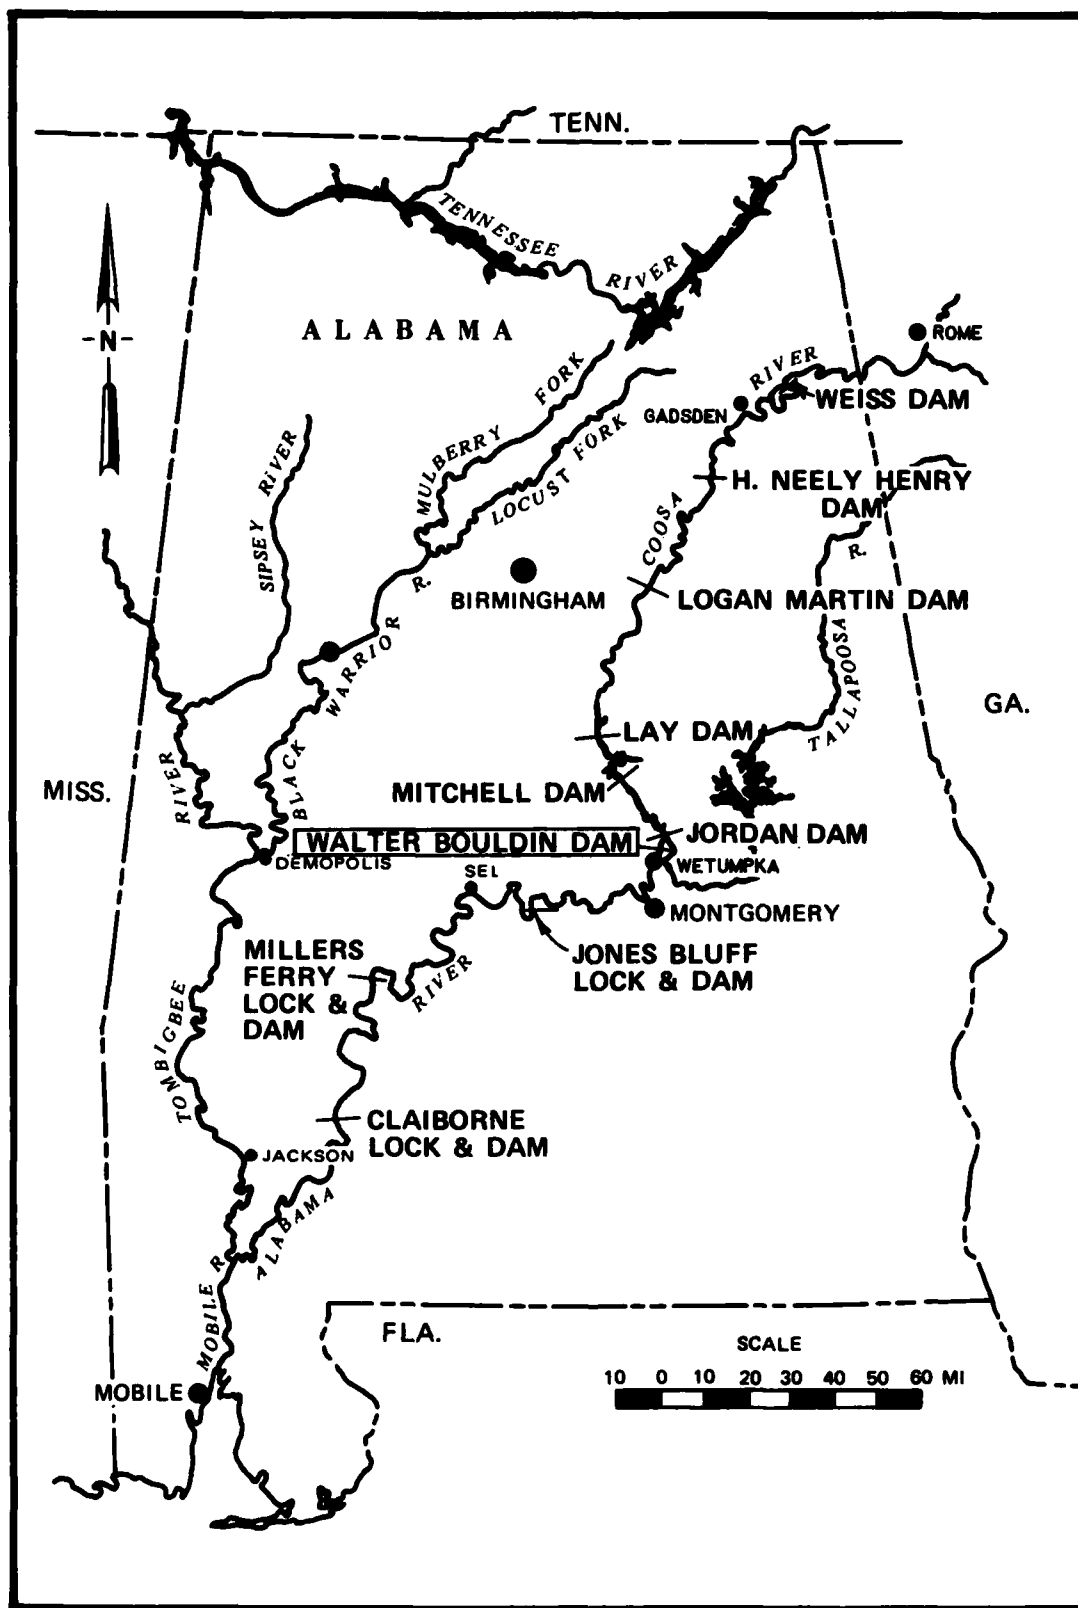 TENN.
TENNESSEE
RIVER
-N-
ALABAMA
ROME
RIVER
WEISS DAM
GADSDEN
MULBERRY FORK
LOCUST FORK
SIPSEY RIVER
H. NEELY HENRY
DAM
COOSA
R.
BIRMINGHAM
R.
LOGAN MARTIN DAM
BLACK WARRIOR
TALLAPOOSA
GA.
LAY DAM
MISS.
RIVER
MITCHELL DAM
JORDAN DAM
WALTER BOULDIN DAM
DEMOPOLIS
WETUMPKA
SEL
MONTGOMERY
MILLERS
FERRY
LOCK &
DAM
RIVER
JONES BLUFF
LOCK & DAM
TOMBIGBEE
CLAIBORNE
LOCK & DAM
JACKSON
ALABAMA
MOBILE R
FLA.
SCALE
10 0 10 20 30 40 50 60 MI
MOBILE